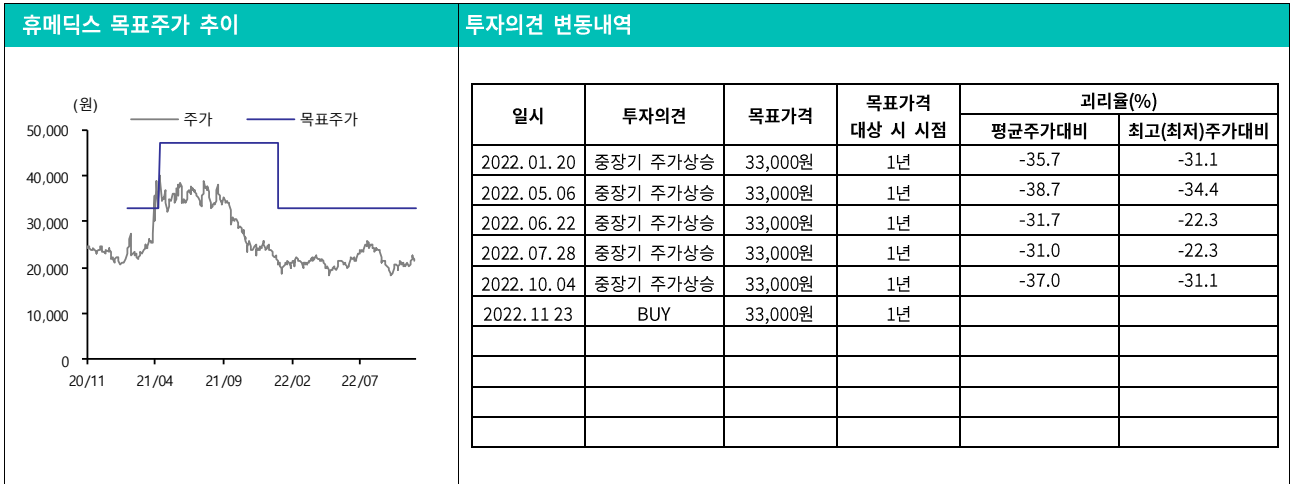 휴메딕스 목표주가 추이
투자의견 변동내역
(원)
주가
목표주가
50,000
40,000
30,000
20,000
10,000
0
20/11 21/04 21/09 22/02 22/07
일시 투자의견 목표가격 목표가격 대상 시 시점 괴리율(%)
평균주가대비 최고(최저)주가대비
2022.01.20 중장기 주가상승 33,000원 1년 -35.7 -31.1
2022.05.06 중장기 주가상승 33,000원 1년 -38.7 -34.4
2022.06.22 중장기 주가상승 33,000원 1년 -31.7 -22.3
2022.07.28 중장기 주가상승 33,000원 1년 -31.0 -22.3
2022.10.04 중장기 주가상승 33,000원 1년 -37.0 -31.1
2022.11 23 BUY 33,000원 1년